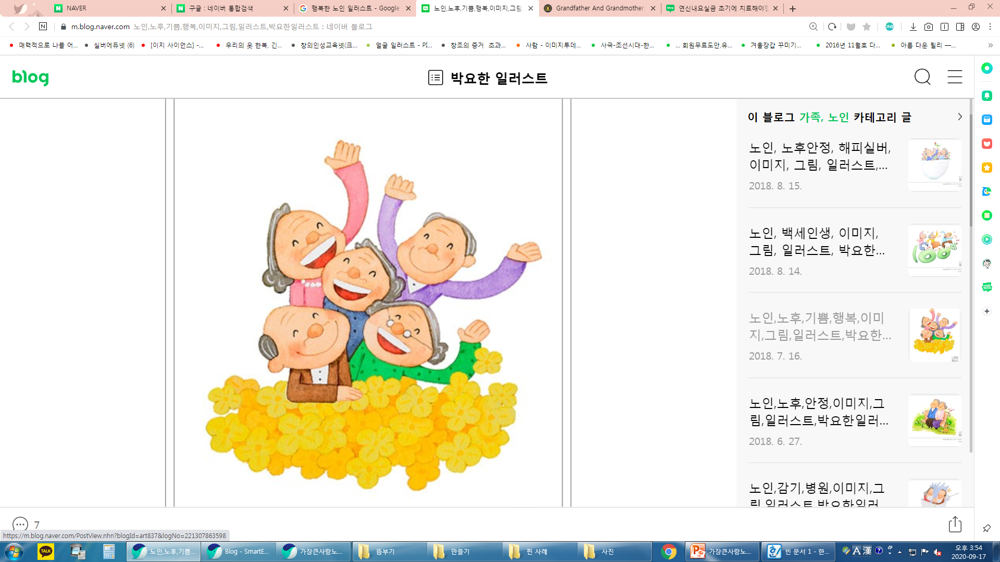 NAVER
구글 : 네이버 통합검색
행복한 노인 일러스트 - Google
노인,노후,기쁨,행복,이미지,그림,
Grandfather And Grandmother.
연신내요실금 초기에 치료해야힘
m.blog.naver.com 노인,노후,기쁨,행복,이미지,그림,일러스트,박요한일러스트 : 네이버 블로그
매력적으로 나를 어...
실버에듀넷 (6)
[이지 사이언스] -...
우리의 옷 한복, 긴...
창의인성교육넷(크...
얼굴 일러스트 - PI...
창조의 증거 초과...
사람 - 이미지투데...
사극-조선시대-한...
... 회원무료도안,유...
겨울장갑 꾸미기...
2016년 11월호 다...
아름 다운 릴리 —...
blog
박요한 일러스트
이 블로그 가족, 노인 카테고리 글
노인, 노후안정, 해피실버,
이미지, 그림, 일러스트,...
2018. 8. 15.
노인, 백세인생, 이미지,
그림, 일러스트, 박요한...
2018. 8. 14.
노인,노후,기쁨,행복,이미
지,그림,일러스트,박요한...
2018. 7. 16.
노인,노후,안정,이미지,그
림,일러스트,박요한일러...
2018. 6. 27.
노인,감기,병원,이미지,그
림,일러스트,박요한일러
7
https://m.blog.naver.com/PostView.nhn?blogId=art837&logNo=221307863598
TALK
노인,노후,기쁨...
Blog - SmartE...
가장큰사랑노...
뜸부기
만들기
찐 사례
사진
가장큰사랑노...
빈 문서 1 - 한...
A 漢
오후 3:54
2020-09-17